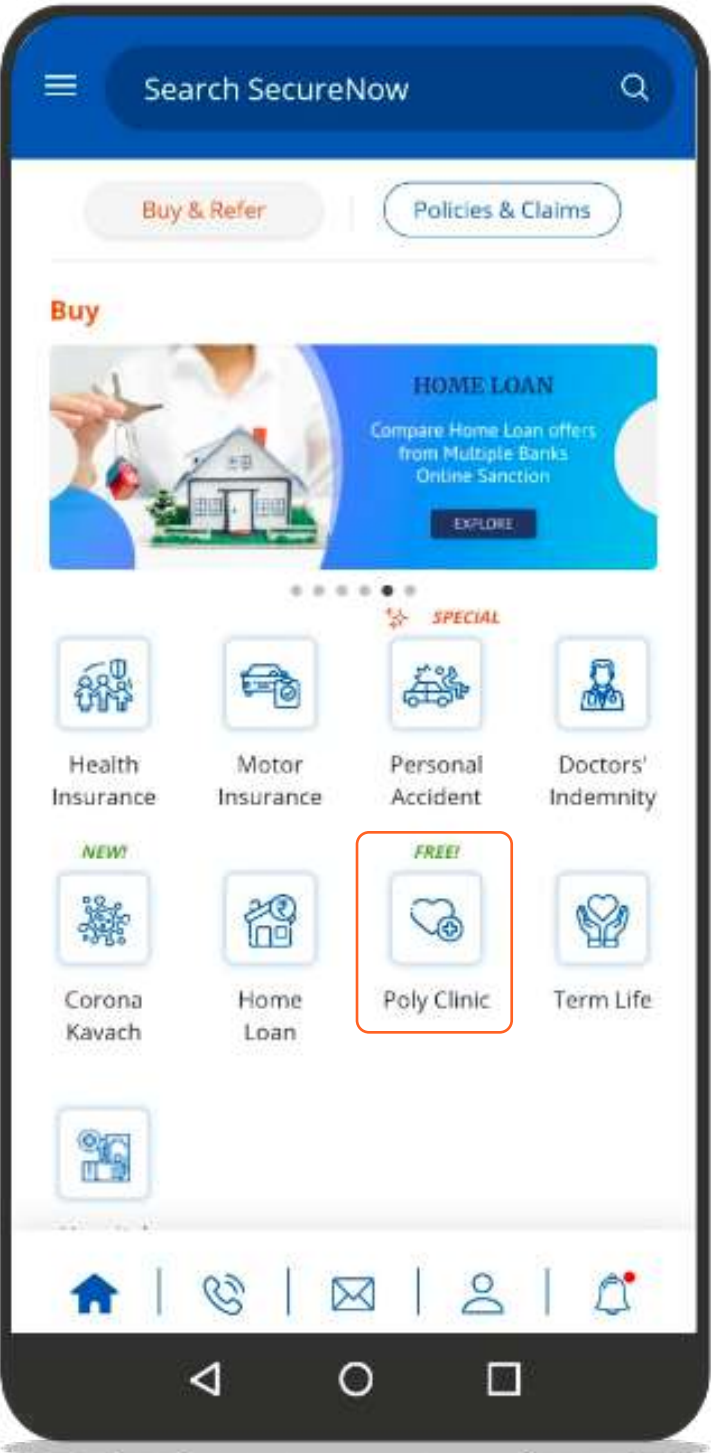 Search SecureNow
Buy & Refer
Policies & Claims
Buy
HOME LOAN
Compare Home Loan offers
from Multiple Banks
Online Sanction
EXPLORE
SPECIAL
Health
Insurance
Motor
Insurance
Personal
Accident
Doctors'
Indemnity
NEW!
FREE!
Corona
Kavach
Home
Loan
Poly Clinic
Term Life